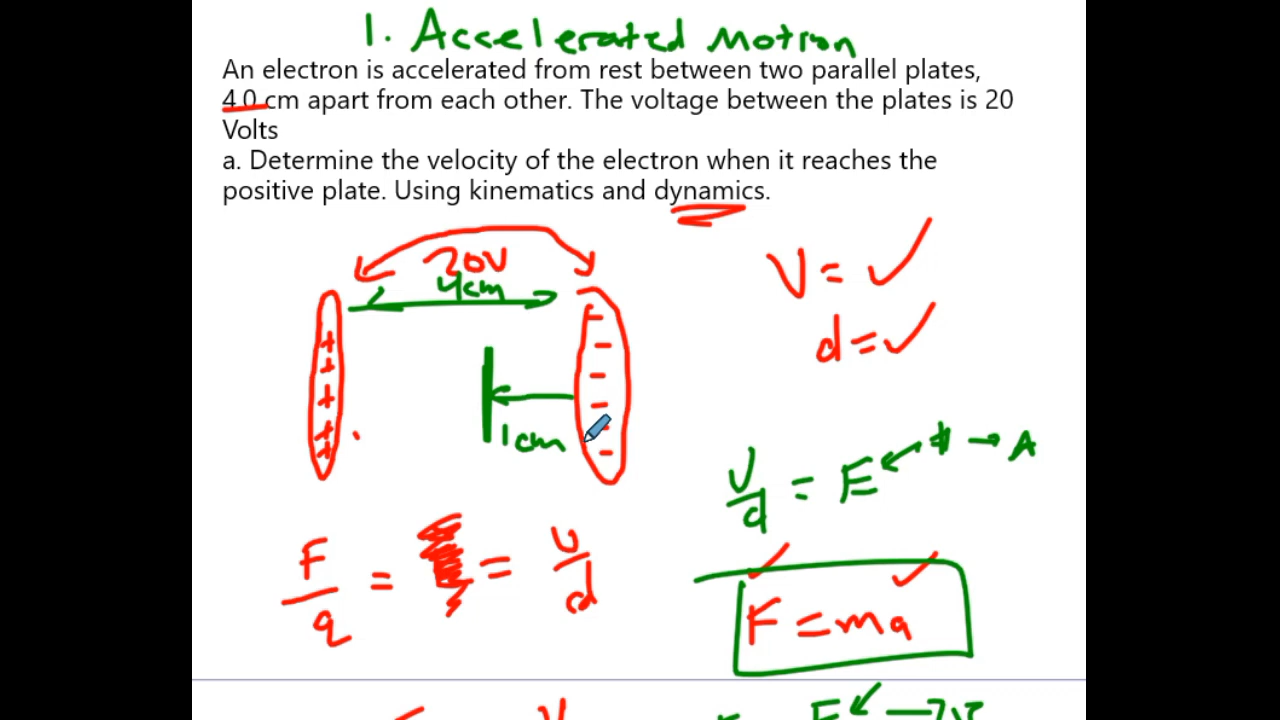 1. Accelerated Motion
An electron is accelerated from rest between two parallel plates,
4.0 cm apart from each other. The voltage between the plates is 20
Volts
a. Determine the velocity of the electron when it reaches the
positive plate. Using kinematics and dynamics.
20V
4cm
V = ✓
d = ✓
+ + + + +
- - - - - -
1cm
V/d = E ← → A
F/q = = V/d
F = ma
V
E ←